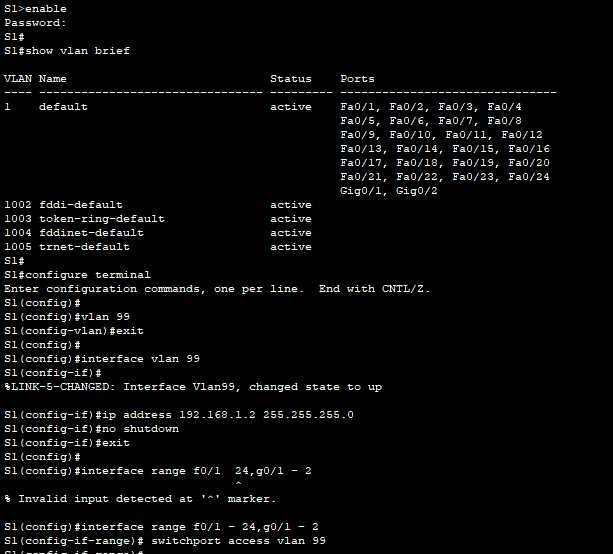 S1>enable
Password:
S1#
S1#show vlan brief
VLAN Name                             Status    Ports
---- -------------------------------- --------- -------------------------------
1    default                          active    Fa0/1, Fa0/2, Fa0/3, Fa0/4
                                                Fa0/5, Fa0/6, Fa0/7, Fa0/8
                                                Fa0/9, Fa0/10, Fa0/11, Fa0/12
                                                Fa0/13, Fa0/14, Fa0/15, Fa0/16
                                                Fa0/17, Fa0/18, Fa0/19, Fa0/20
                                                Fa0/21, Fa0/22, Fa0/23, Fa0/24
                                                Gig0/1, Gig0/2
1002 fddi-default                     active
1003 token-ring-default               active
1004 fddinet-default                  active
1005 trnet-default                    active
S1#
S1#configure terminal
Enter configuration commands, one per line.  End with CNTL/Z.
S1(config)#
S1(config)#vlan 99
S1(config-vlan)#exit
S1(config)#
S1(config)#interface vlan 99
S1(config-if)#
%LINK-5-CHANGED: Interface Vlan99, changed state to up
S1(config-if)#ip address 192.168.1.2 255.255.255.0
S1(config-if)#no shutdown
S1(config-if)#exit
S1(config)#
S1(config)#interface range f0/1  24,g0/1 - 2
                                 ^
% Invalid input detected at '^' marker.
S1(config)#interface range f0/1 - 24,g0/1 - 2
S1(config-if-range)# switchport access vlan 99
S1(config-if-range)#